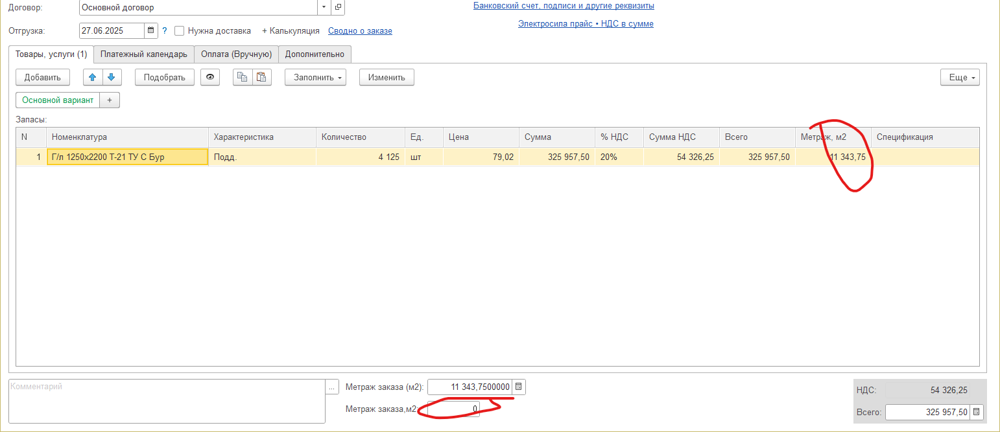 Договор: Основной договор Банковский счет, подписи и другие реквизиты
Отгрузка: 27.06.2025 ? Нужна доставка + Калькуляция Сводно о заказе Электросила прайс • НДС в сумме
Товары, услуги (1) Платежный календарь Оплата (Вручную) Дополнительно
Добавить Подобрать Заполнить Изменить Еще
Основной вариант +
Запасы:
N Номенклатура Характеристика Количество Ед. Цена Сумма % НДС Сумма НДС Всего Метраж, м2 Спецификация
1 Г/л 1250х2200 Т-21 ТУ С Бур Подд. 4 125 шт 79,02 325 957,50 20% 54 326,25 325 957,50 11 343,75
Комментарий ... Метраж заказа (м2): 11 343,7500000 НДС: 54 326,25
Метраж заказа,м2: 0 Всего: 325 957,50